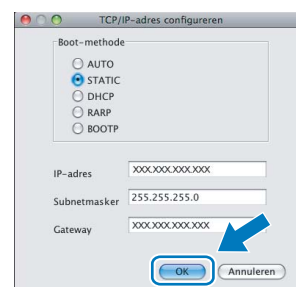 TCP/IP-adres configureren
Boot-methode
AUTO
STATIC
DHCP
RARP
BOOTP
IP-adres XXX.XXX.XXX.XXX
Subnetmasker 255.255.255.0
Gateway XXX.XXX.XXX.XXX
OK Annuleren